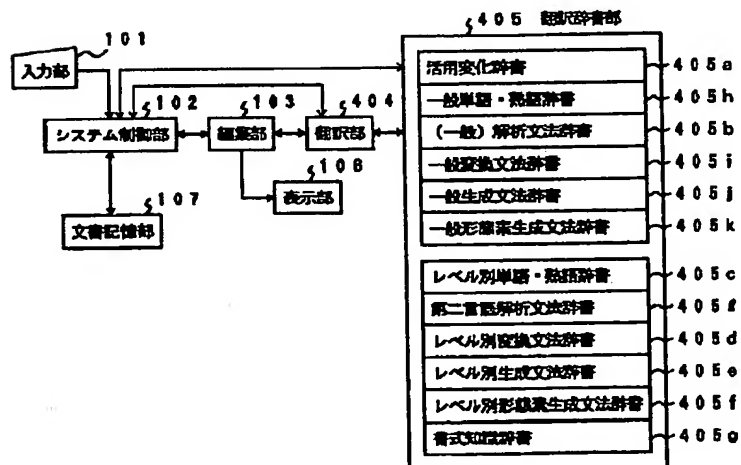 405 翻訳辞書部
101
入力部
活用変化辞書 405a
一般単語・熟語辞書 405h
102 103 404
システム制御部 編集部 翻訳部
(一般)解析文法辞書 405b
一般変換文法辞書 405i
106
表示部
一般生成文法辞書 405j
107
文書記憶部
一般形態素生成文法辞書 405k
レベル別単語・熟語辞書 405c
第二言語解析文法辞書 405ℓ
レベル別変換文法辞書 405d
レベル別生成文法辞書 405e
レベル別形態素生成文法辞書 405f
書式知識辞書 405g